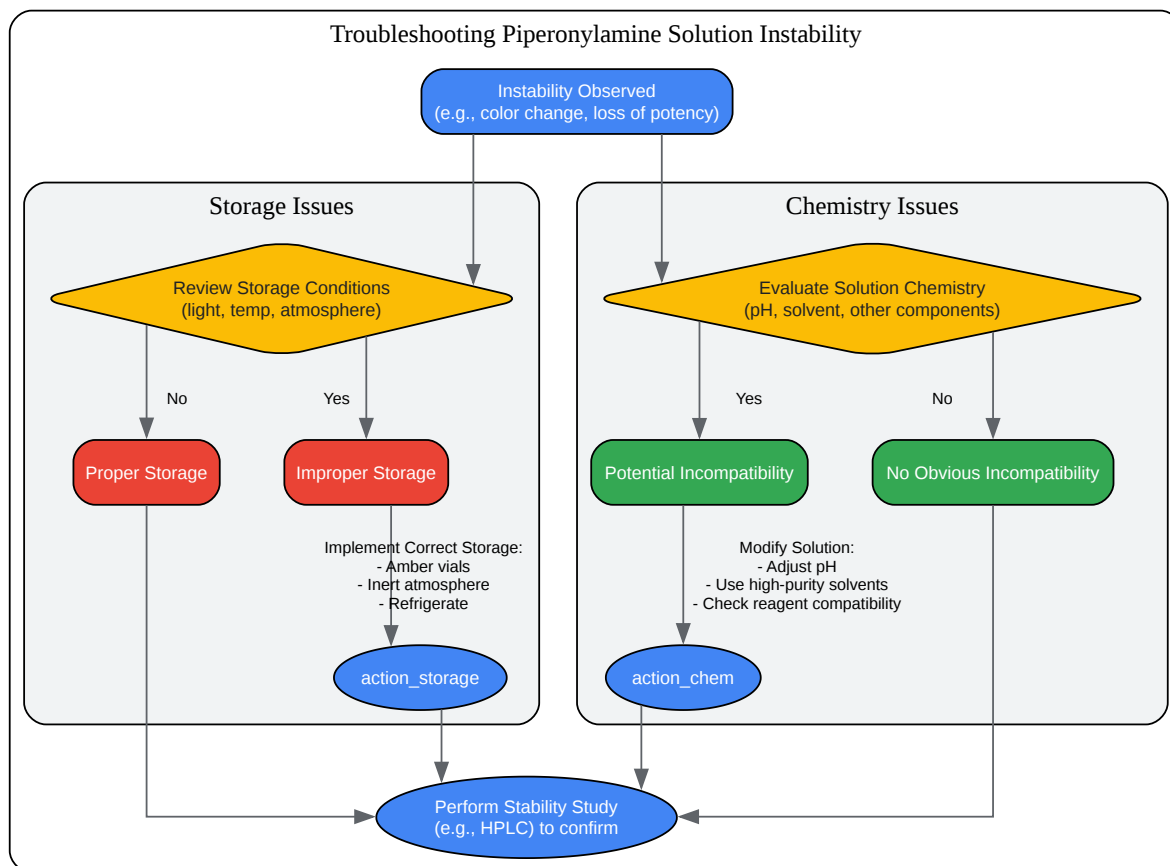 Troubleshooting Piperonylamine Solution Instability
Instability Observed
(e.g., color change, loss of potency)
Storage Issues
Review Storage Conditions
(light, temp, atmosphere)
No
Yes
Proper Storage
Improper Storage
Implement Correct Storage:
- Amber vials
- Inert atmosphere
- Refrigerate
action_storage
Chemistry Issues
Evaluate Solution Chemistry
(pH, solvent, other components)
Yes
No
Potential Incompatibility
No Obvious Incompatibility
Modify Solution:
- Adjust pH
- Use high-purity solvents
- Check reagent compatibility
action_chem
Perform Stability Study
(e.g., HPLC) to confirm